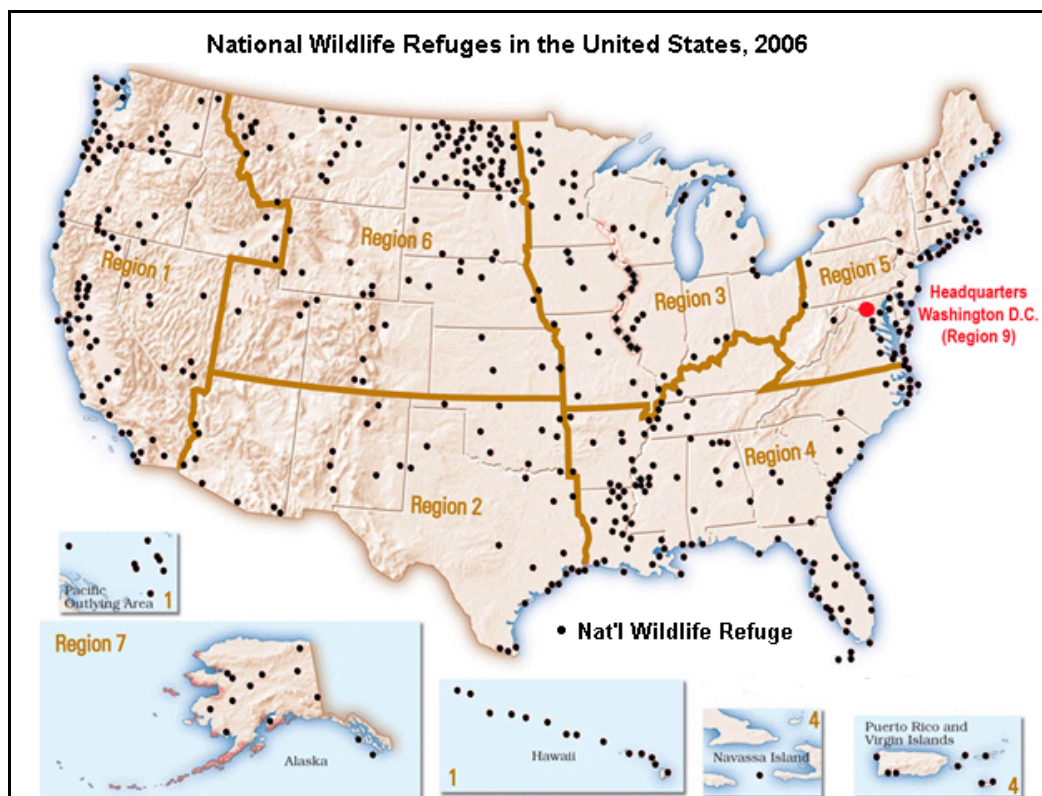 National Wildlife Refuges in the United States, 2006
Region 6
Region 1
Region 5
Region 3
Headquarters
Washington D.C.
(Region 9)
Region 4
Region 2
Pacific
Outlying Area
1
Nat'l Wildlife Refuge
Region 7
Alaska
Hawaii
1
4
Navassa Island
Puerto Rico and
Virgin Islands
4